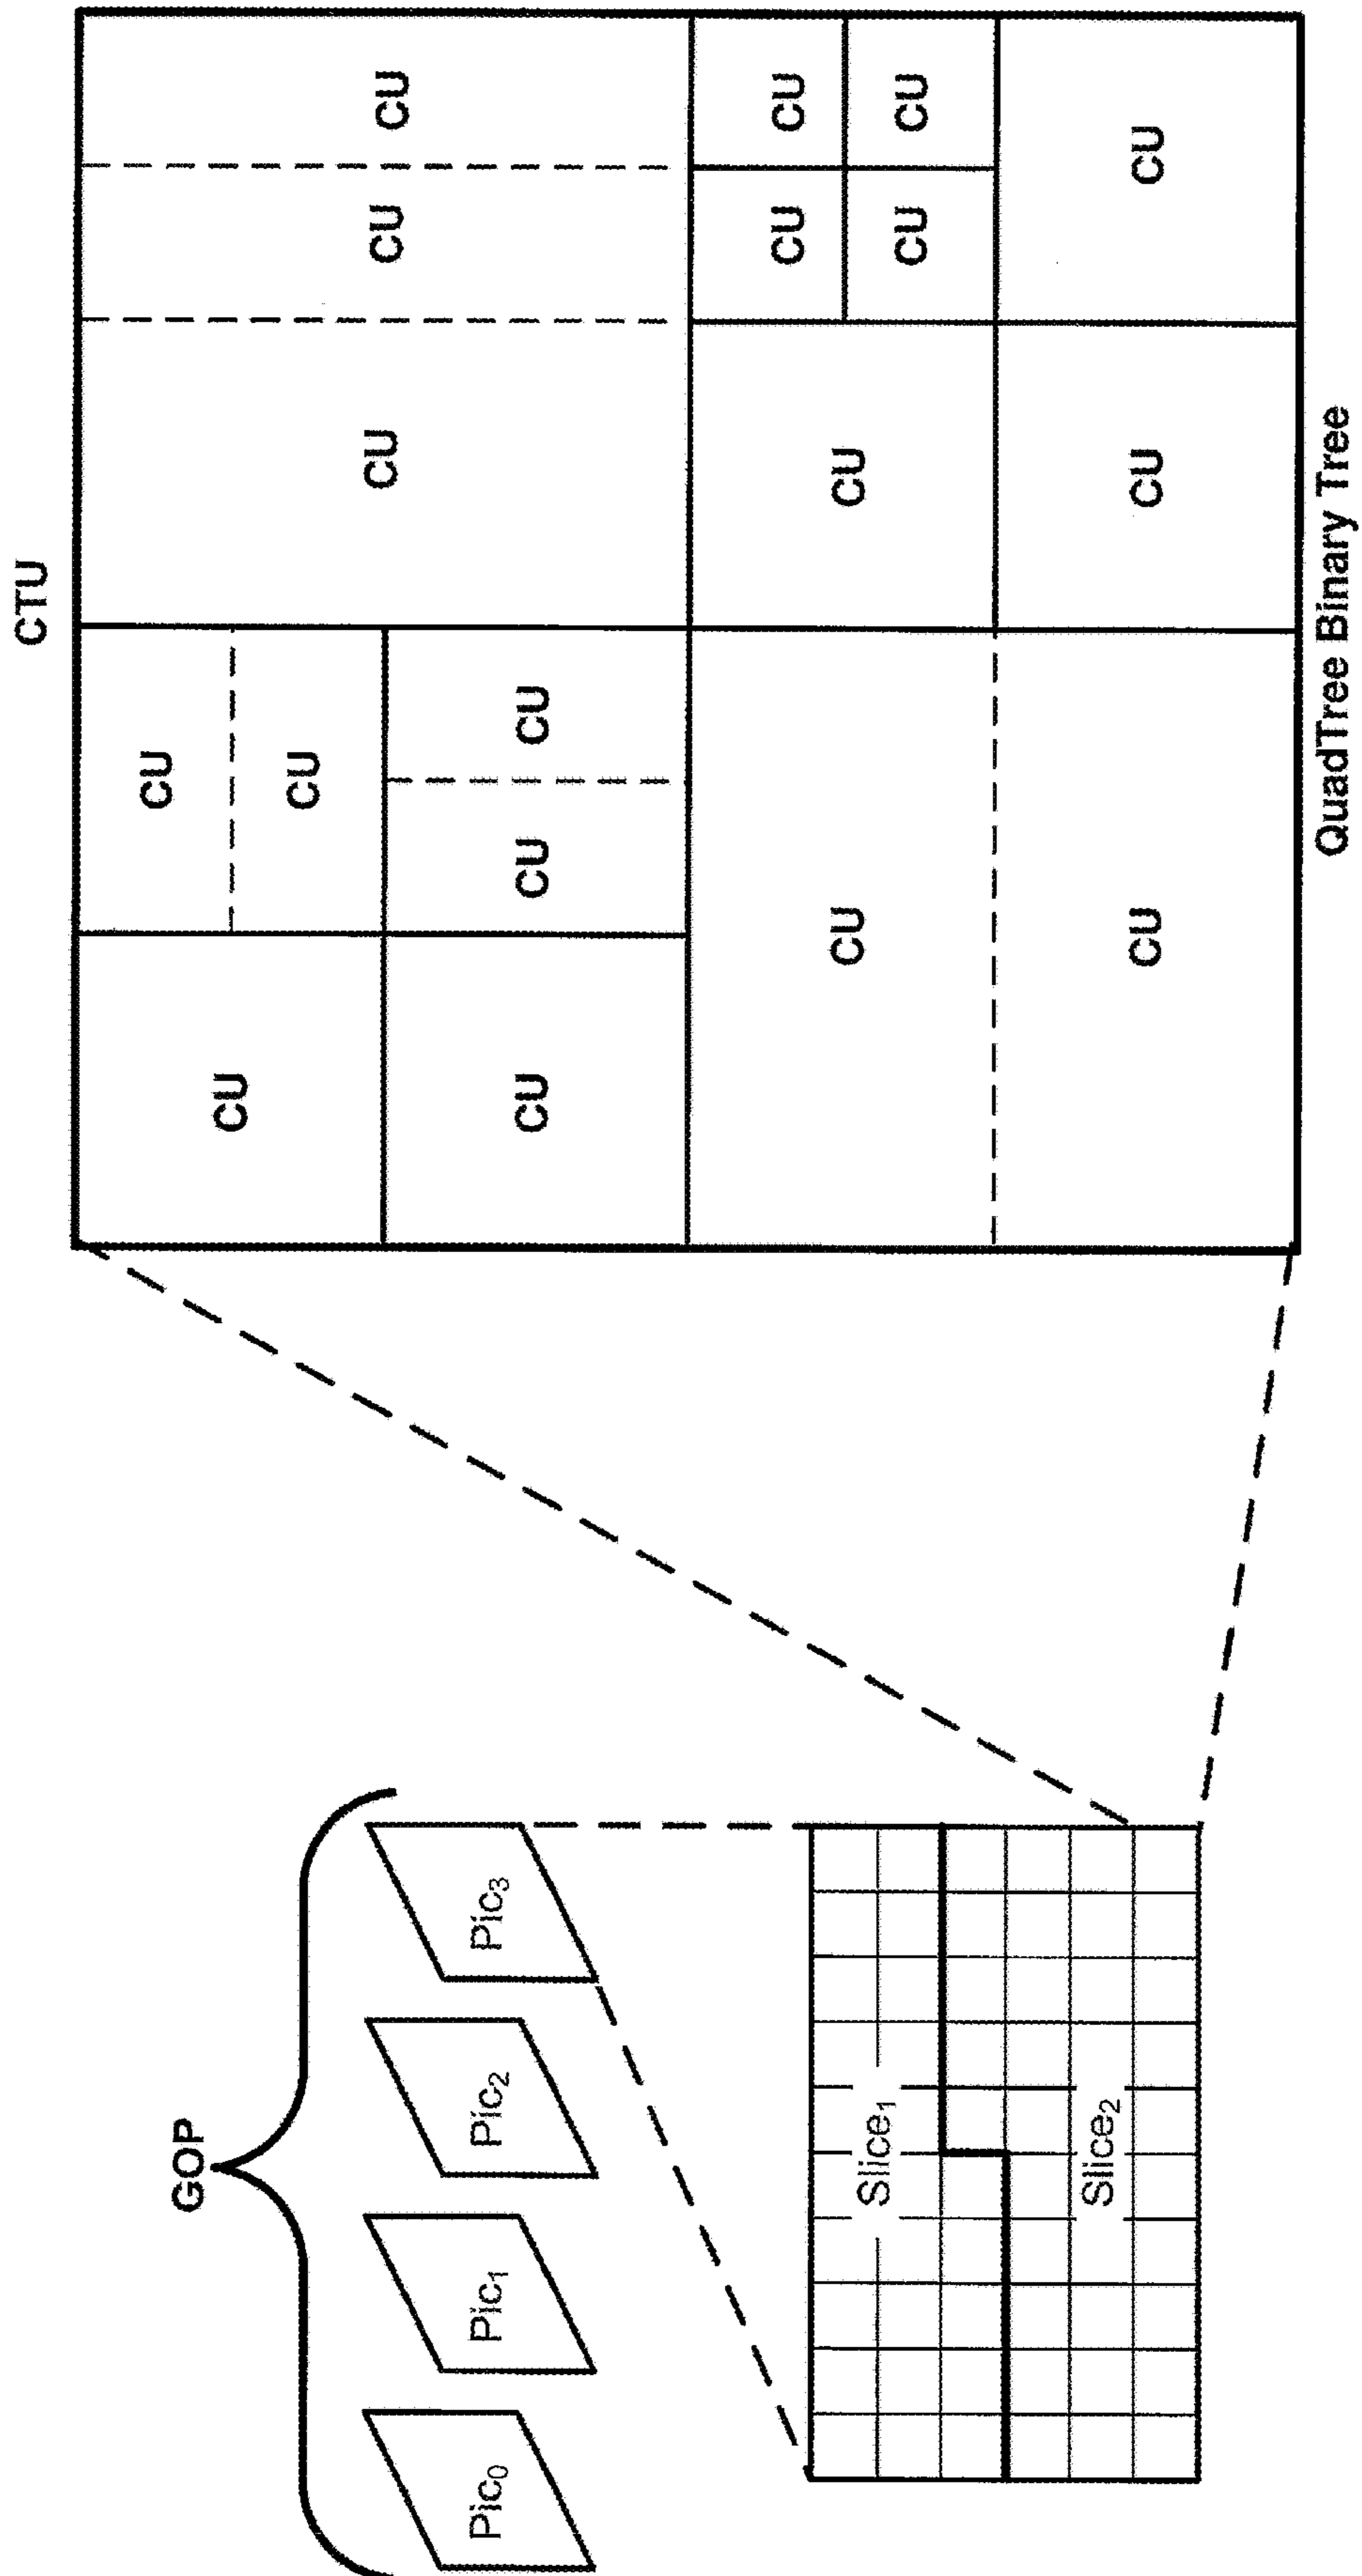 GOP
Pic₀ Pic₁ Pic₂ Pic₃
Slice₁
Slice₂
CTU
CU
CU
CU
CU CU CU
CU CU CU
CU CU
CU CU
CU CU
CU CU CU
QuadTree Binary Tree